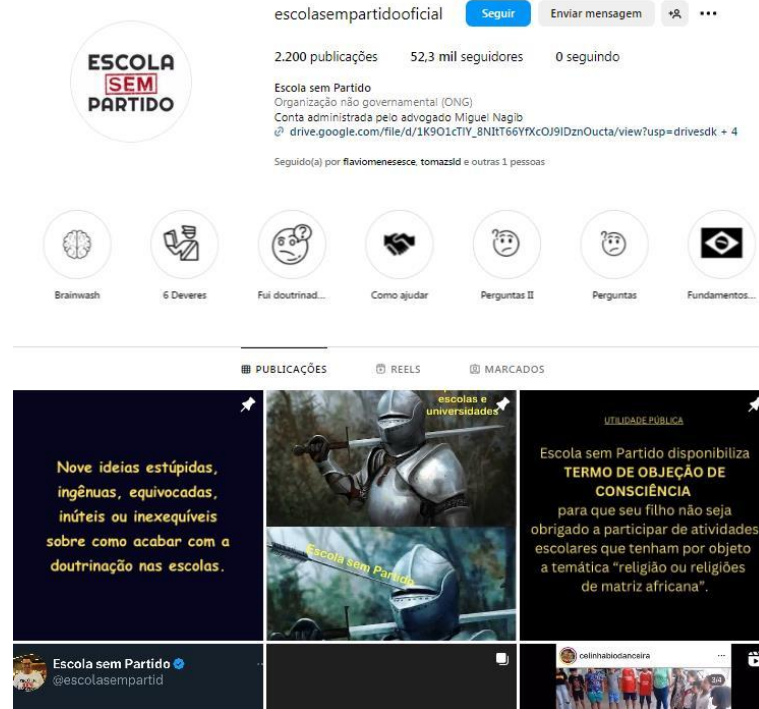 escolasempartidooficial Seguir Enviar mensagem
2.200 publicações 52,3 mil seguidores 0 seguindo
ESCOLA
SEM
PARTIDO
Escola sem Partido
Organização não governamental (ONG)
Conta administrada pelo advogado Miguel Nagib
drive.google.com/file/d/1K9O1cTlY_8NItT66YfXcOJ9IDznOucta/view?usp=drivesdk + 4
Seguido(a) por flaviomenesesce, tomazsld e outras 1 pessoas
Brainwash 6 Deveres Fui doutrinad... Como ajudar Perguntas II Perguntas Fundamentos...
PUBLICAÇÕES REELS MARCADOS
Nove ideias estúpidas,
ingênuas, equivocadas,
inúteis ou inexequíveis
sobre como acabar com a
doutrinação nas escolas.
escolas e
universidades
Escola sem Partido
UTILIDADE PÚBLICA
Escola sem Partido disponibiliza
TERMO DE OBJEÇÃO DE
CONSCIÊNCIA
para que seu filho não seja
obrigado a participar de atividades
escolares que tenham por objeto
a temática “religião ou religiões
de matriz africana”.
Escola sem Partido
@escolasempartid
celinhabiodanceira
3/4